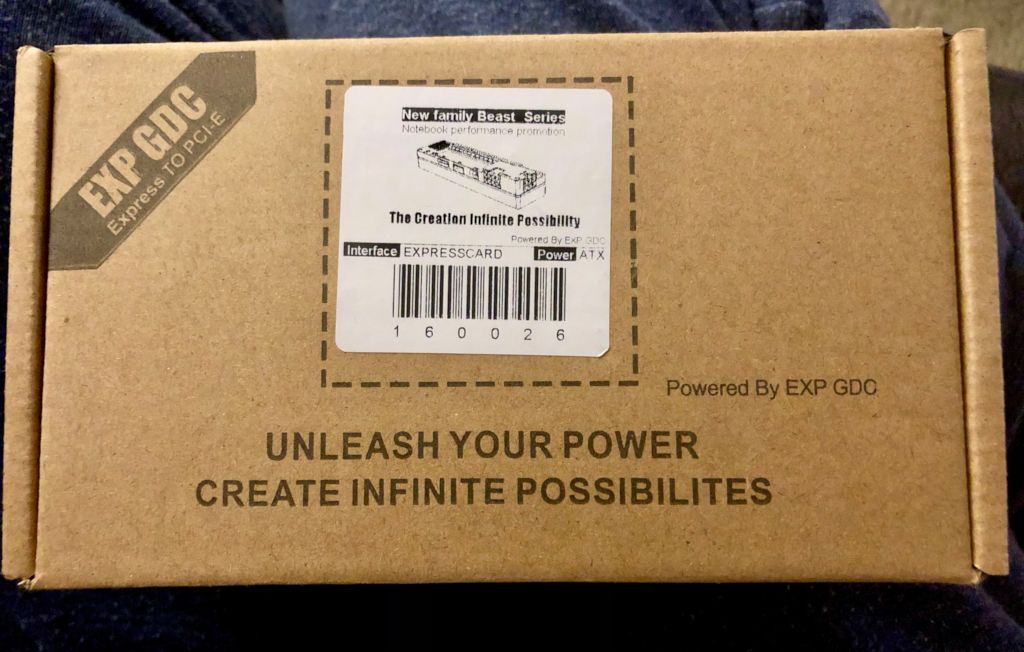 EXP GDC
Express TO PCI-E
New family Beast Series
Notebook performance promotion
The Creation Infinite Possibility
Powered By EXP GDC
Interface EXPRESSCARD Power ATX
160026
Powered By EXP GDC
UNLEASH YOUR POWER
CREATE INFINITE POSSIBILITES